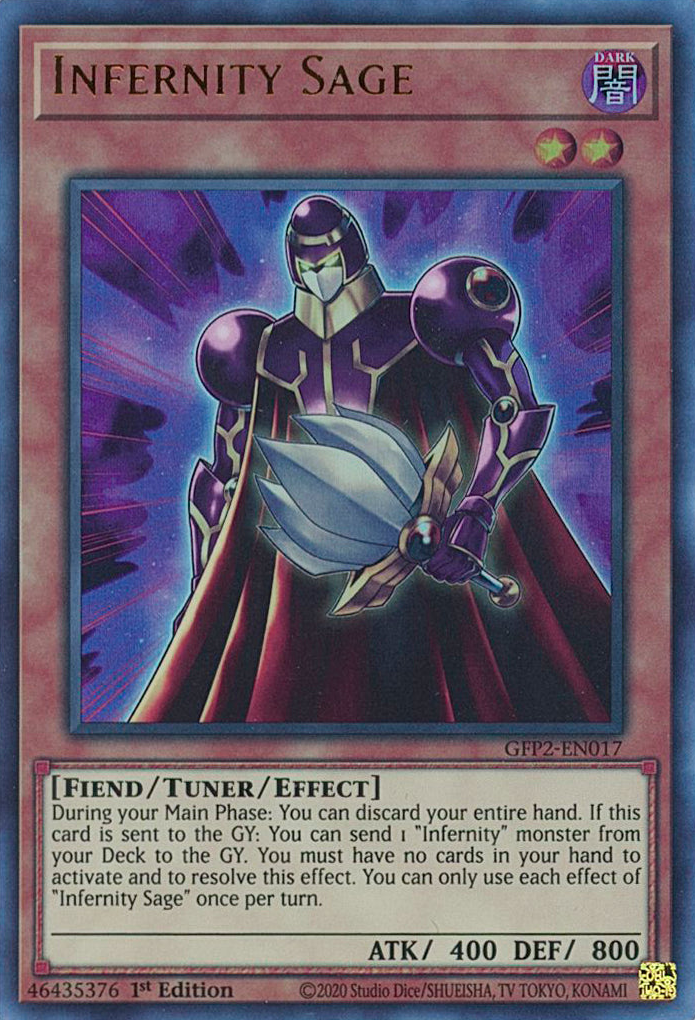 Infernity Sage
DARK
闇
GFP2-EN017
[Fiend/Tuner/Effect]
During your Main Phase: You can discard your entire hand. If this
card is sent to the GY: You can send 1 "Infernity" monster from
your Deck to the GY. You must have no cards in your hand to
activate and to resolve this effect. You can only use each effect of
"Infernity Sage" once per turn.
ATK/ 400 DEF/ 800
46435376 1st Edition ©2020 Studio Dice/SHUEISHA, TV TOKYO, KONAMI